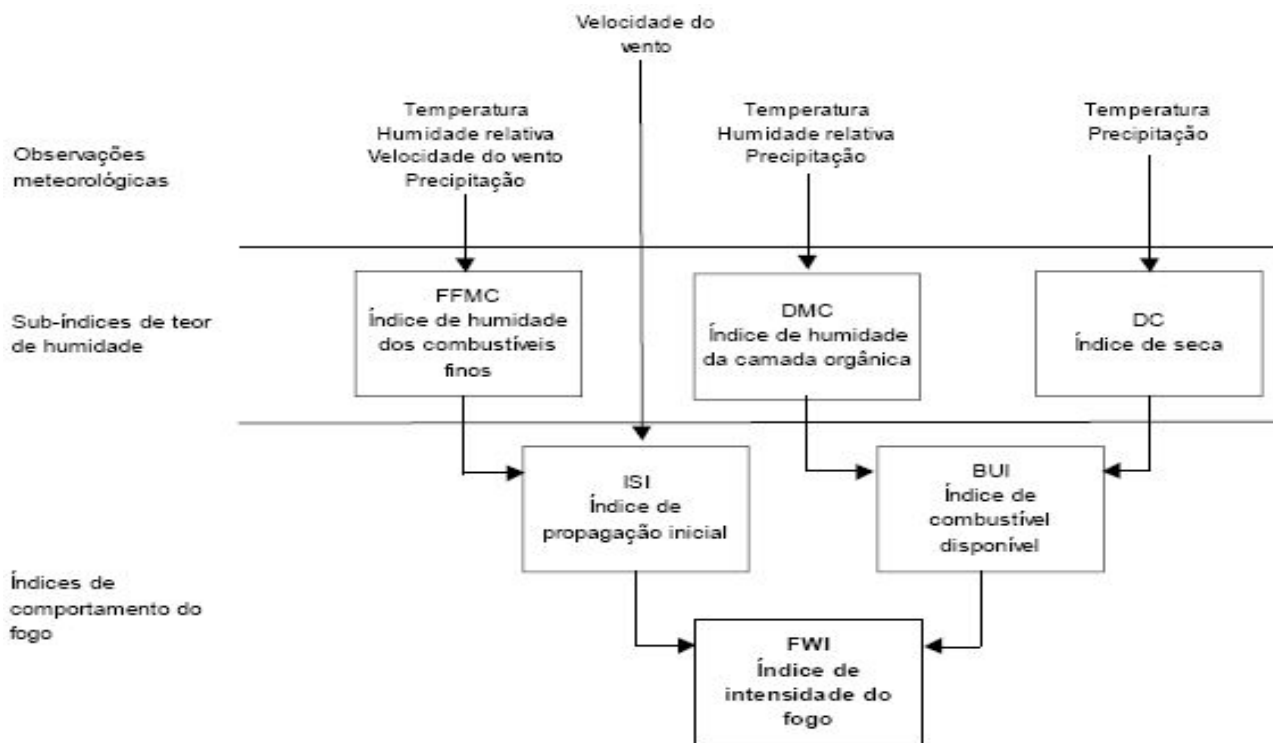 Velocidade do
vento
Observações
meteorológicas
Temperatura
Humidade relativa
Velocidade do vento
Precipitação
Temperatura
Humidade relativa
Precipitação
Temperatura
Precipitação
Sub-índices de teor
de humidade
FFMC
Índice de humidade
dos combustíveis
finos
DMC
Índice de humidade
da camada orgânica
DC
Índice de seca
Índices de
comportamento do
fogo
ISI
Índice de
propagação inicial
BUI
Índice de
combustível
disponível
FWI
Índice de
intensidade do
fogo